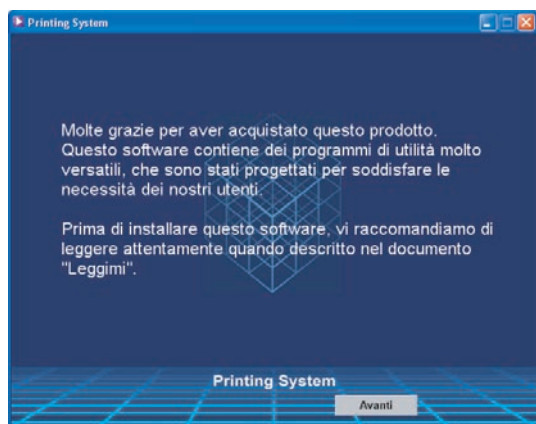 Printing System
Molte grazie per aver acquistato questo prodotto.
Questo software contiene dei programmi di utilità molto
versatili, che sono stati progettati per soddisfare le
necessità dei nostri utenti.
Prima di installare questo software, vi raccomandiamo di
leggere attentamente quando descritto nel documento
"Leggimi".
Printing System
Avanti